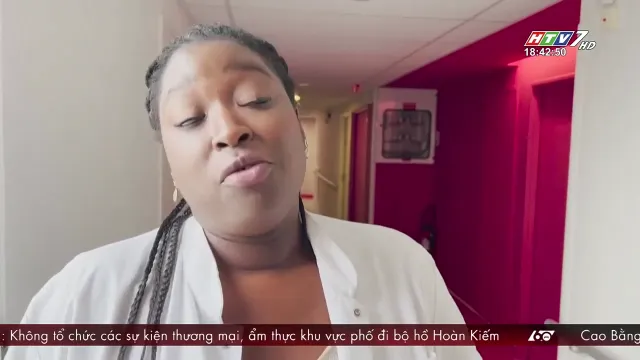 HTV7 HD
18:42:50
: Không tổ chức các sự kiện thương mại, ẩm thực khu vực phố đi bộ hồ Hoàn Kiếm
60
Cao Bằng